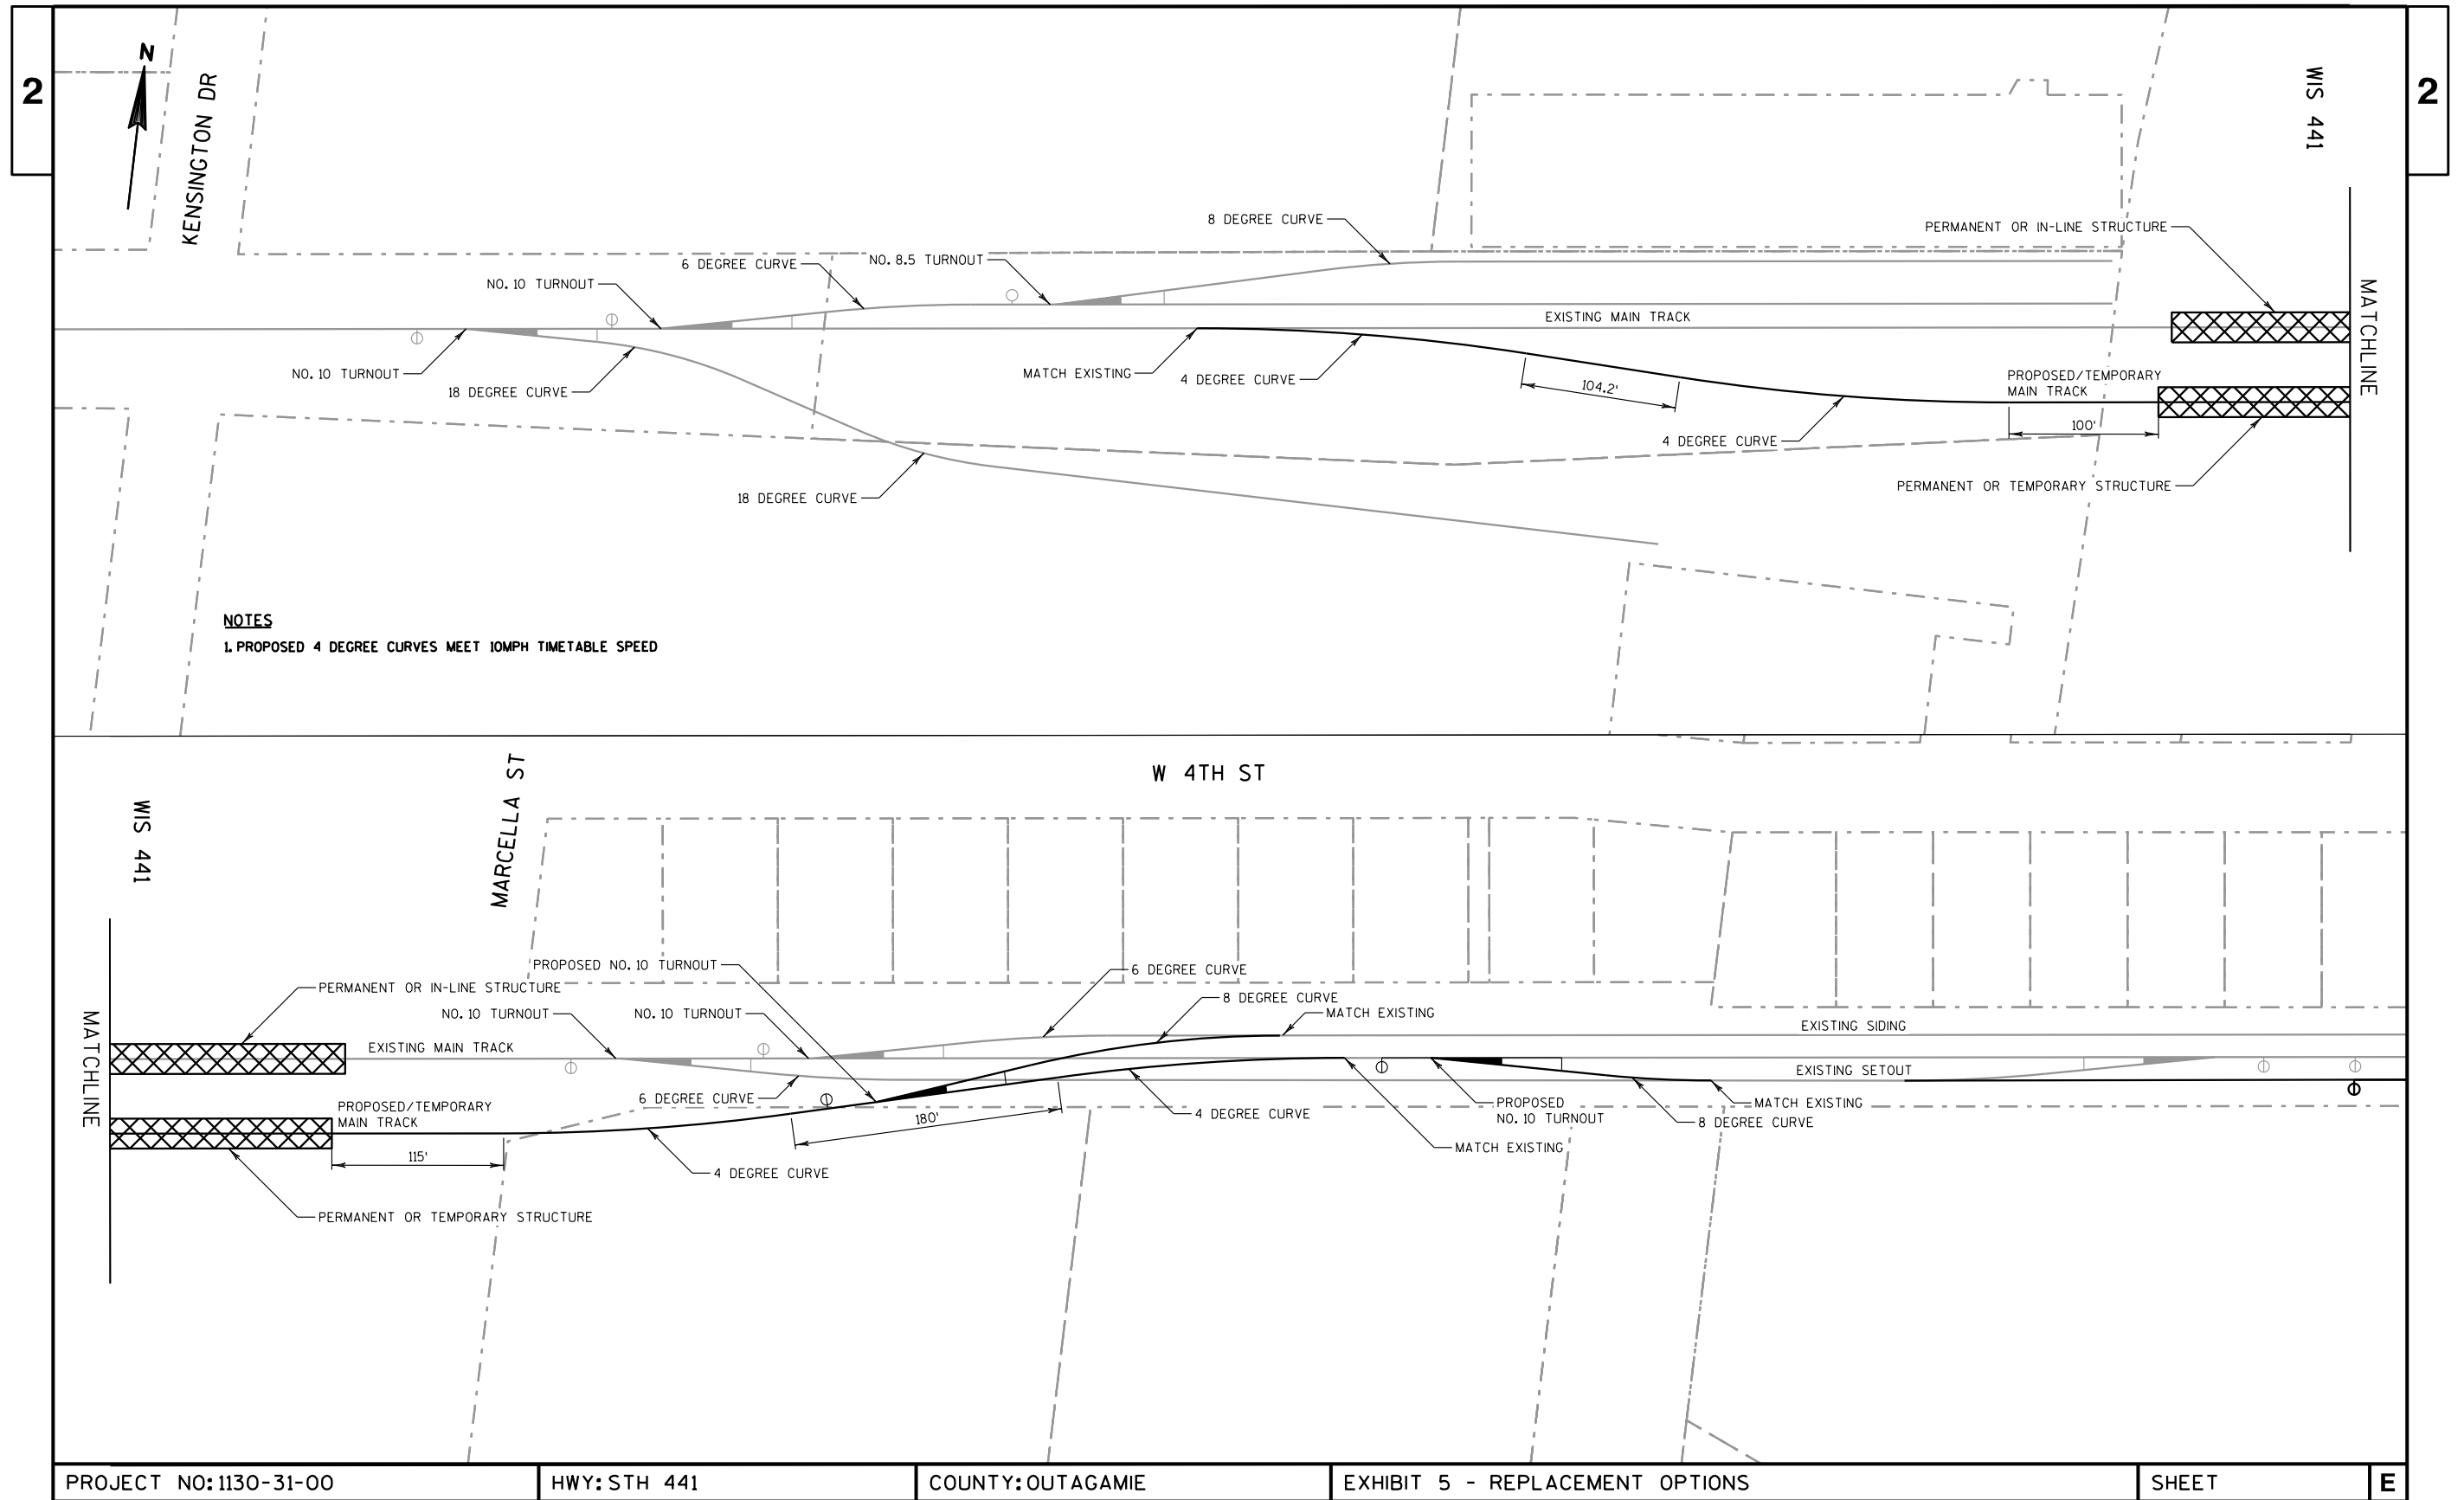 2
2
N
KENSINGTON DR
WIS 441
8 DEGREE CURVE
PERMANENT OR IN-LINE STRUCTURE
6 DEGREE CURVE
NO. 8.5 TURNOUT
NO. 10 TURNOUT
MATCHLINE
EXISTING MAIN TRACK
NO. 10 TURNOUT
18 DEGREE CURVE
MATCH EXISTING
4 DEGREE CURVE
104.2'
PROPOSED/TEMPORARY
MAIN TRACK
100'
4 DEGREE CURVE
18 DEGREE CURVE
PERMANENT OR TEMPORARY STRUCTURE
NOTES
1. PROPOSED 4 DEGREE CURVES MEET 10MPH TIMETABLE SPEED
WIS 441
MARCELLA ST
W 4TH ST
PROPOSED NO. 10 TURNOUT
6 DEGREE CURVE
PERMANENT OR IN-LINE STRUCTURE
8 DEGREE CURVE
NO. 10 TURNOUT
NO. 10 TURNOUT
MATCH EXISTING
EXISTING SIDING
MATCHLINE
EXISTING MAIN TRACK
EXISTING SETOUT
6 DEGREE CURVE
PROPOSED/TEMPORARY
MAIN TRACK
180'
4 DEGREE CURVE
PROPOSED
NO. 10 TURNOUT
MATCH EXISTING
8 DEGREE CURVE
MATCH EXISTING
115'
4 DEGREE CURVE
PERMANENT OR TEMPORARY STRUCTURE
PROJECT NO: 1130-31-00
HWY: STH 441
COUNTY: OUTAGAMIE
EXHIBIT 5 - REPLACEMENT OPTIONS
SHEET
E